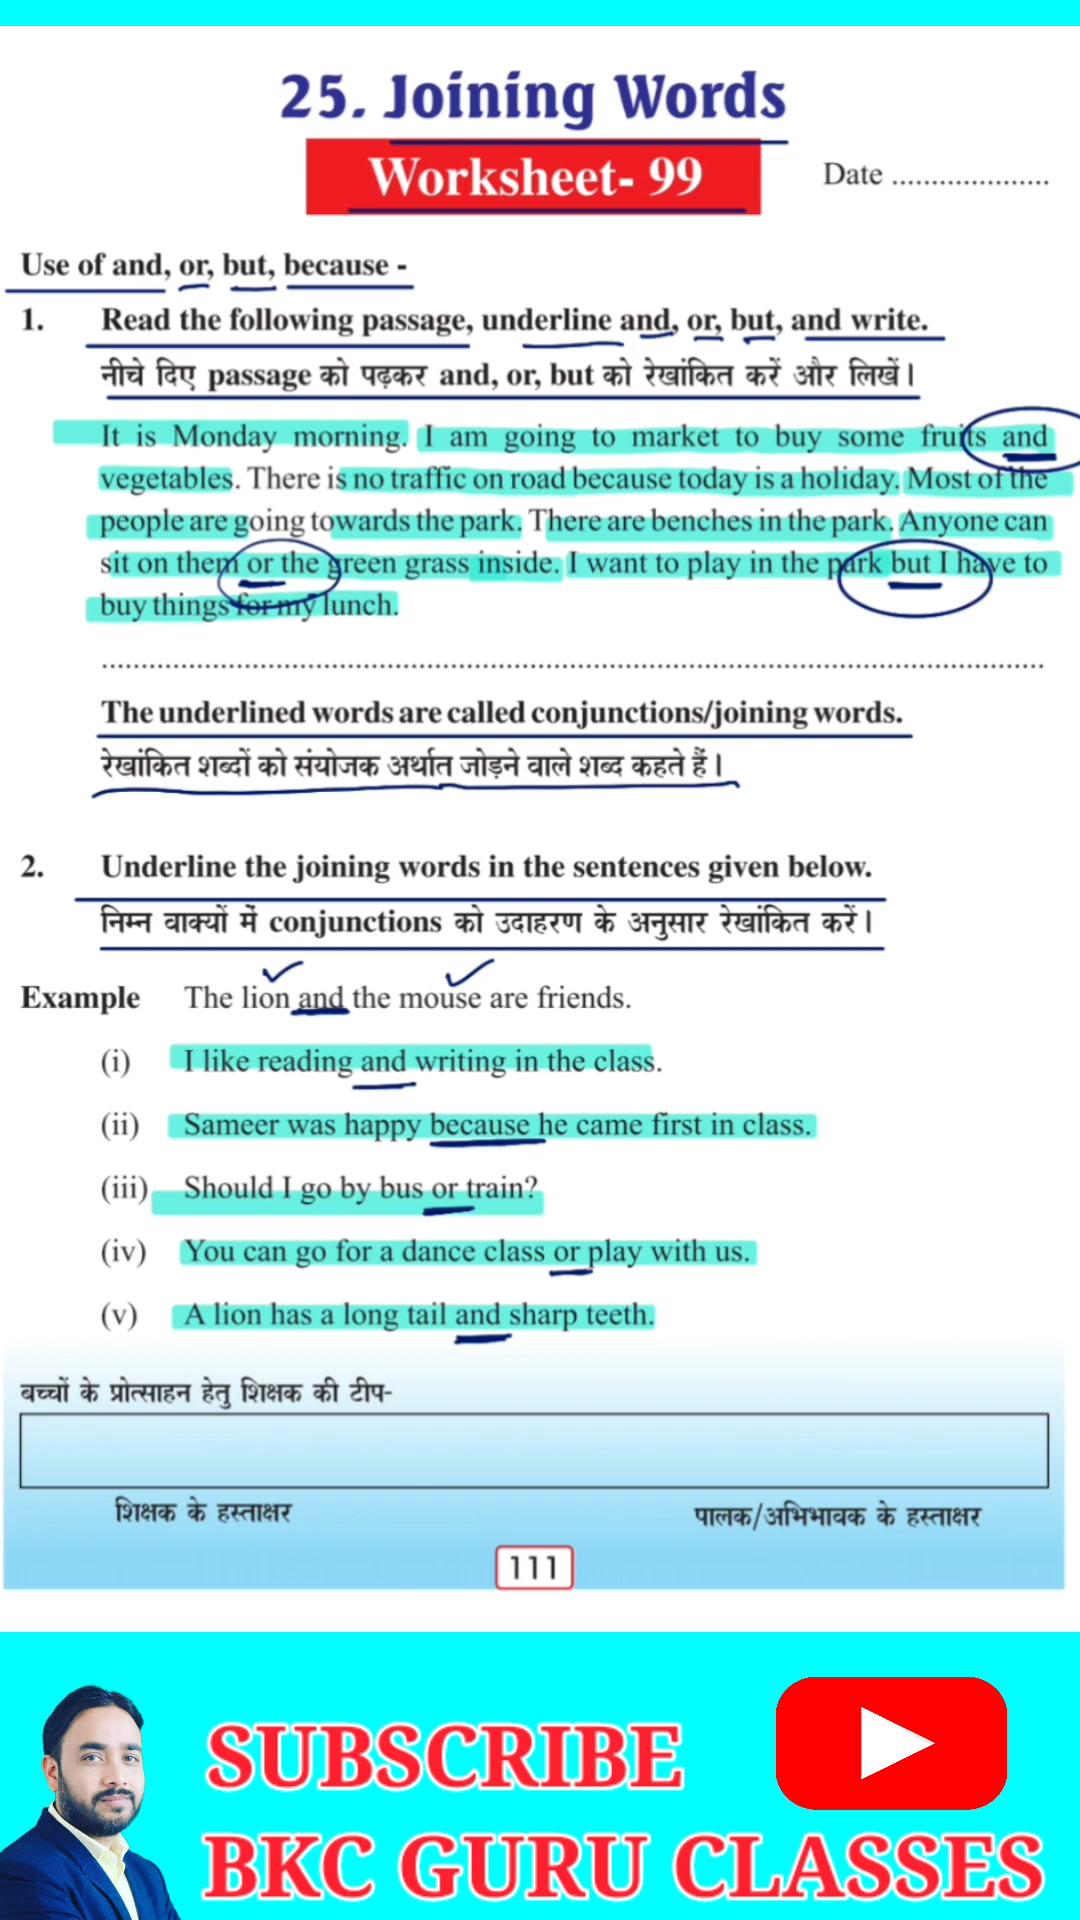 25. Joining Words
Worksheet- 99
Date ....................
Use of and, or, but, because -
1. Read the following passage, underline and, or, but, and write.
नीचे दिए passage को पढ़कर and, or, but को रेखांकित करें और लिखें।
It is Monday morning. I am going to market to buy some fruits and
vegetables. There is no traffic on road because today is a holiday. Most of the
people are going towards the park. There are benches in the park. Anyone can
sit on them or the green grass inside. I want to play in the park but I have to
buy things for my lunch.
........................................................................................................................
The underlined words are called conjunctions/joining words.
रेखांकित शब्दों को संयोजक अर्थात जोड़ने वाले शब्द कहते हैं।
2. Underline the joining words in the sentences given below.
निम्न वाक्यों में conjunctions को उदाहरण के अनुसार रेखांकित करें।
Example The lion and the mouse are friends.
(i) I like reading and writing in the class.
(ii) Sameer was happy because he came first in class.
(iii) Should I go by bus or train?
(iv) You can go for a dance class or play with us.
(v) A lion has a long tail and sharp teeth.
बच्चों के प्रोत्साहन हेतु शिक्षक की टीप-
शिक्षक के हस्ताक्षर पालक/अभिभावक के हस्ताक्षर
111
SUBSCRIBE
BKC GURU CLASSES